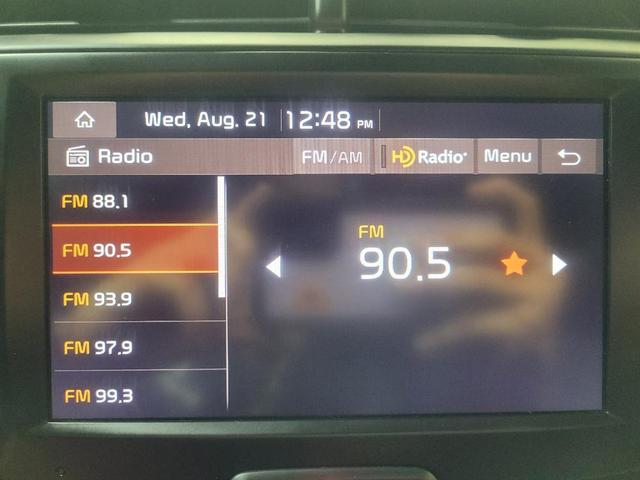 Wed, Aug. 21 12:48 PM
Radio FM/AM HD Radio Menu
FM 88.1
FM 90.5
FM 93.9
FM 97.9
FM 99.3
FM
90.5